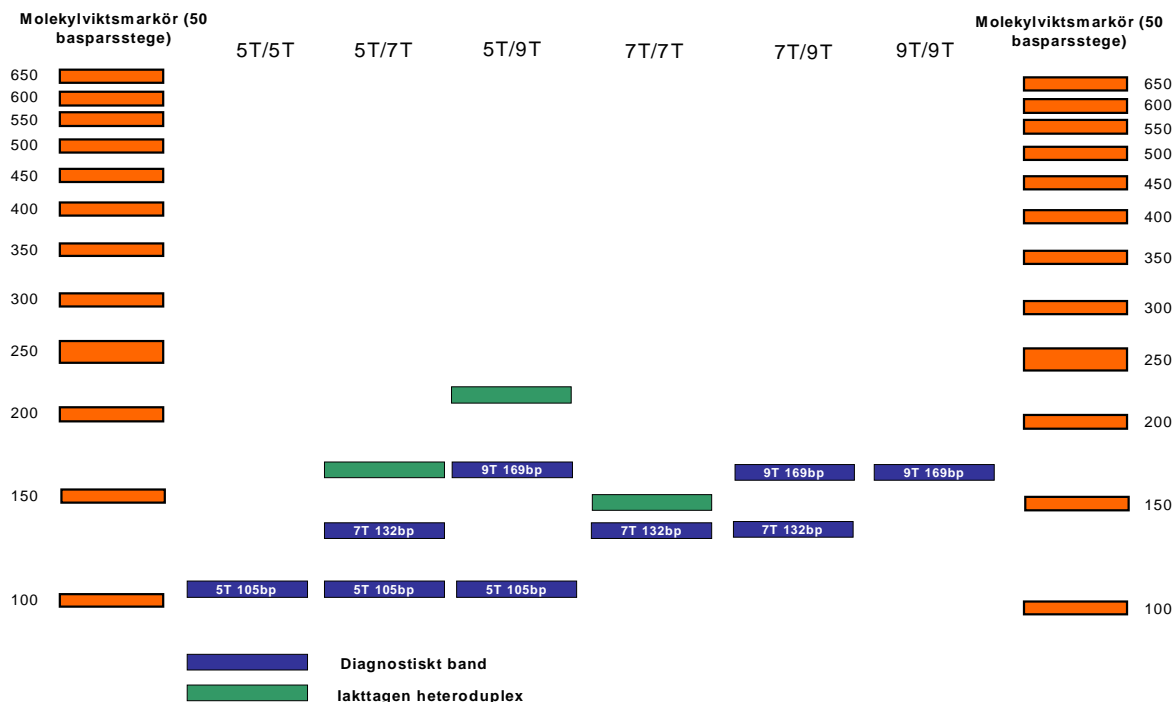 Molekylviktsmarkör (50
basparsstege)
5T/5T
5T/7T
5T/9T
7T/7T
7T/9T
9T/9T
Molekylviktsmarkör (50
basparsstege)
650
600
550
500
450
400
350
300
250
200
150
100
9T 169bp
9T 169bp
9T 169bp
7T 132bp
7T 132bp
7T 132bp
5T 105bp
5T 105bp
5T 105bp
650
600
550
500
450
400
350
300
250
200
150
100
Diagnostiskt band
Iakttagen heteroduplex